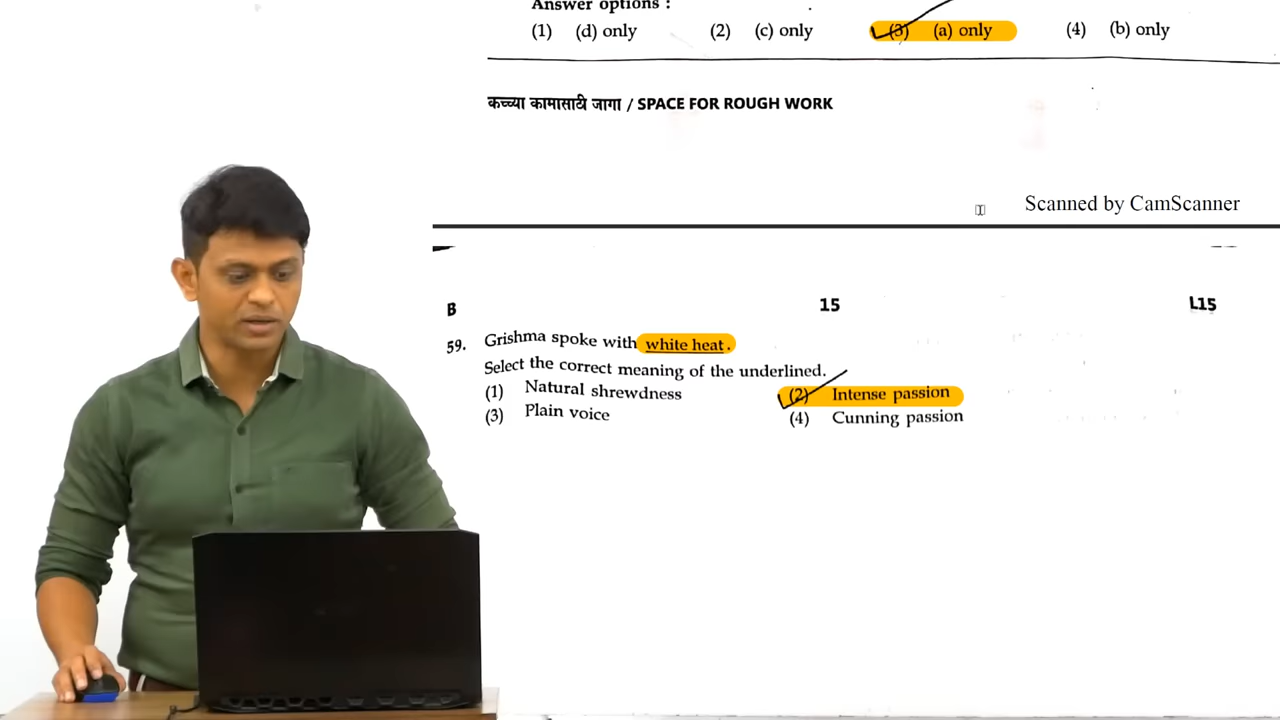 Answer options :
(1) (d) only (2) (c) only (3) (a) only (4) (b) only
कच्च्या कामासाठी जागा / SPACE FOR ROUGH WORK
Scanned by CamScanner
B 15 L15
59. Grishma spoke with white heat.
Select the correct meaning of the underlined.
(1) Natural shrewdness (2) Intense passion
(3) Plain voice (4) Cunning passion